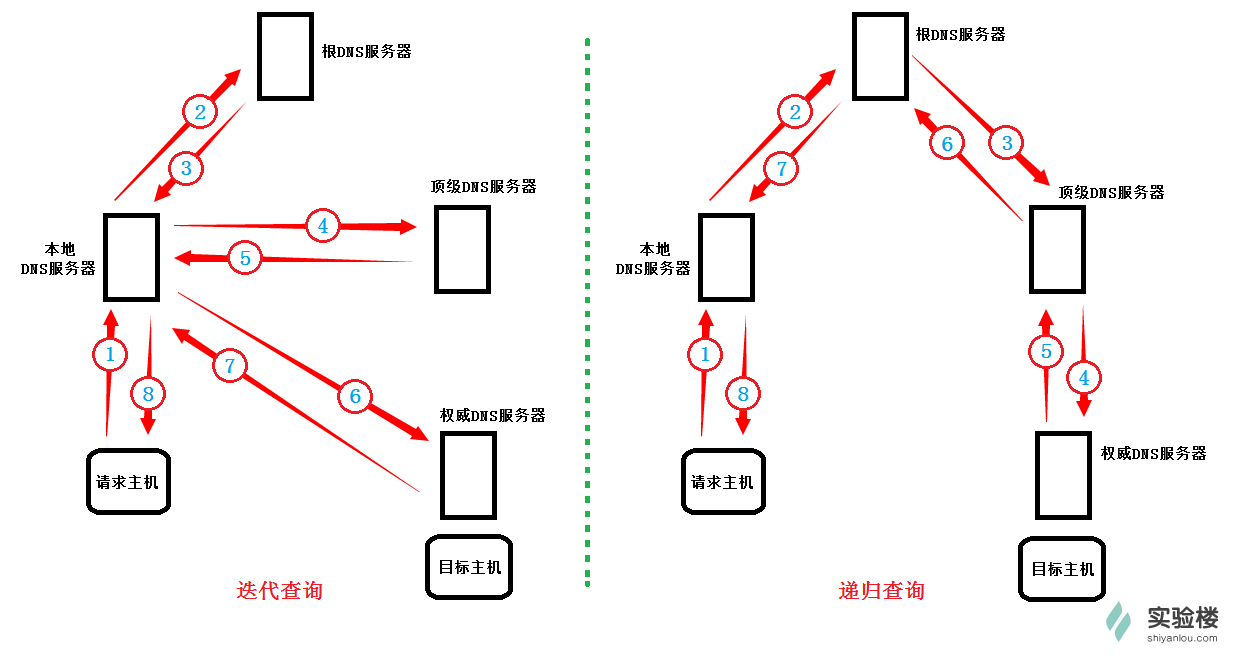 根DNS服务器
2
3
顶级DNS服务器
4
5
本地
DNS服务器
1
8
7
6
权威DNS服务器
请求主机
目标主机
迭代查询
根DNS服务器
2
7
6
3
顶级DNS服务器
本地
DNS服务器
1
8
5
4
权威DNS服务器
请求主机
目标主机
递归查询
实验楼
shiyanlou.com